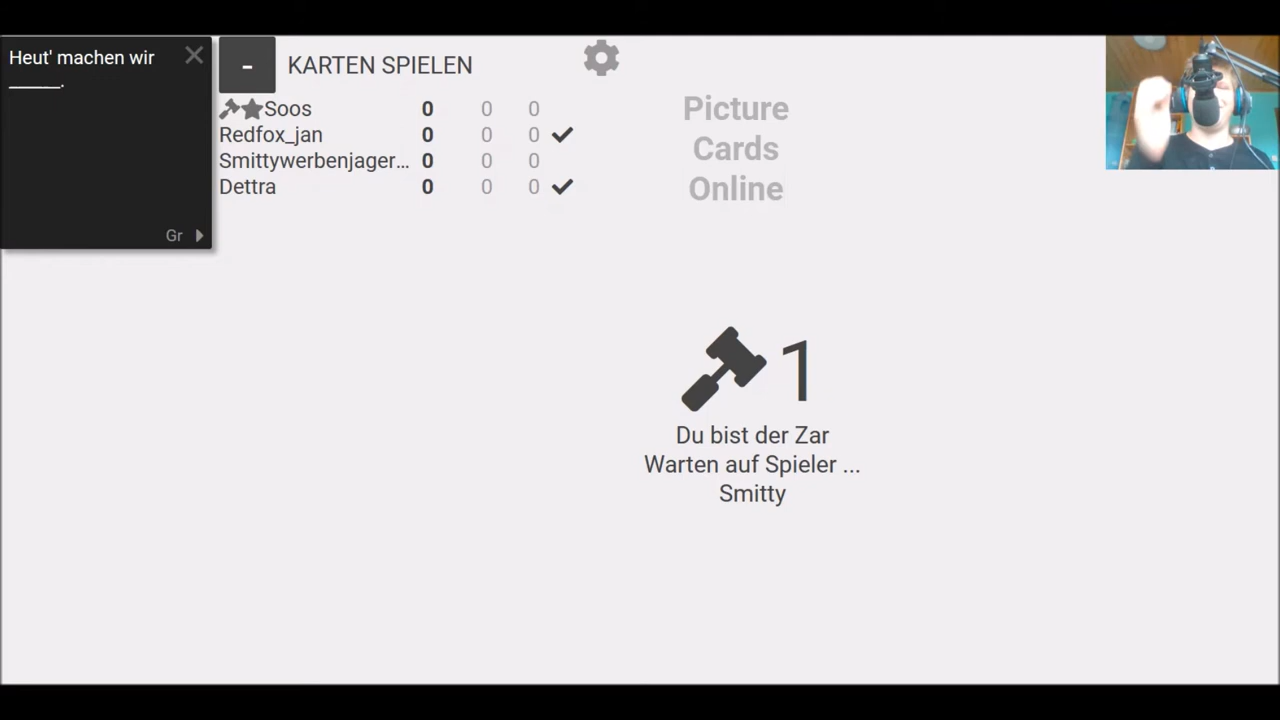 Heut' machen wir
_____.
Gr
-
KARTEN SPIELEN
Soos 0 0 0
Redfox_jan 0 0 0
Smittywerbenjager... 0 0 0
Dettra 0 0 0
Picture
Cards
Online
1
Du bist der Zar
Warten auf Spieler ...
Smitty